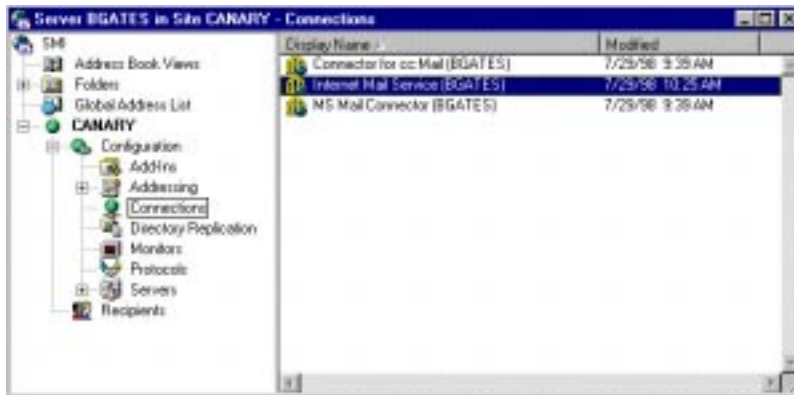 Server BGATES in Site CANARY - Connections
SMI
Address Book Views
Folders
Global Address List
CANARY
Configuration
Add-Ins
Addressing
Connections
Directory Replication
Monitors
Protocols
Servers
Recipients
Display Name Modified
Connector for cc:Mail (BGATES) 7/29/98 9:39 AM
Internet Mail Service (BGATES) 7/29/98 10:25 AM
MS Mail Connector (BGATES) 7/29/98 9:39 AM